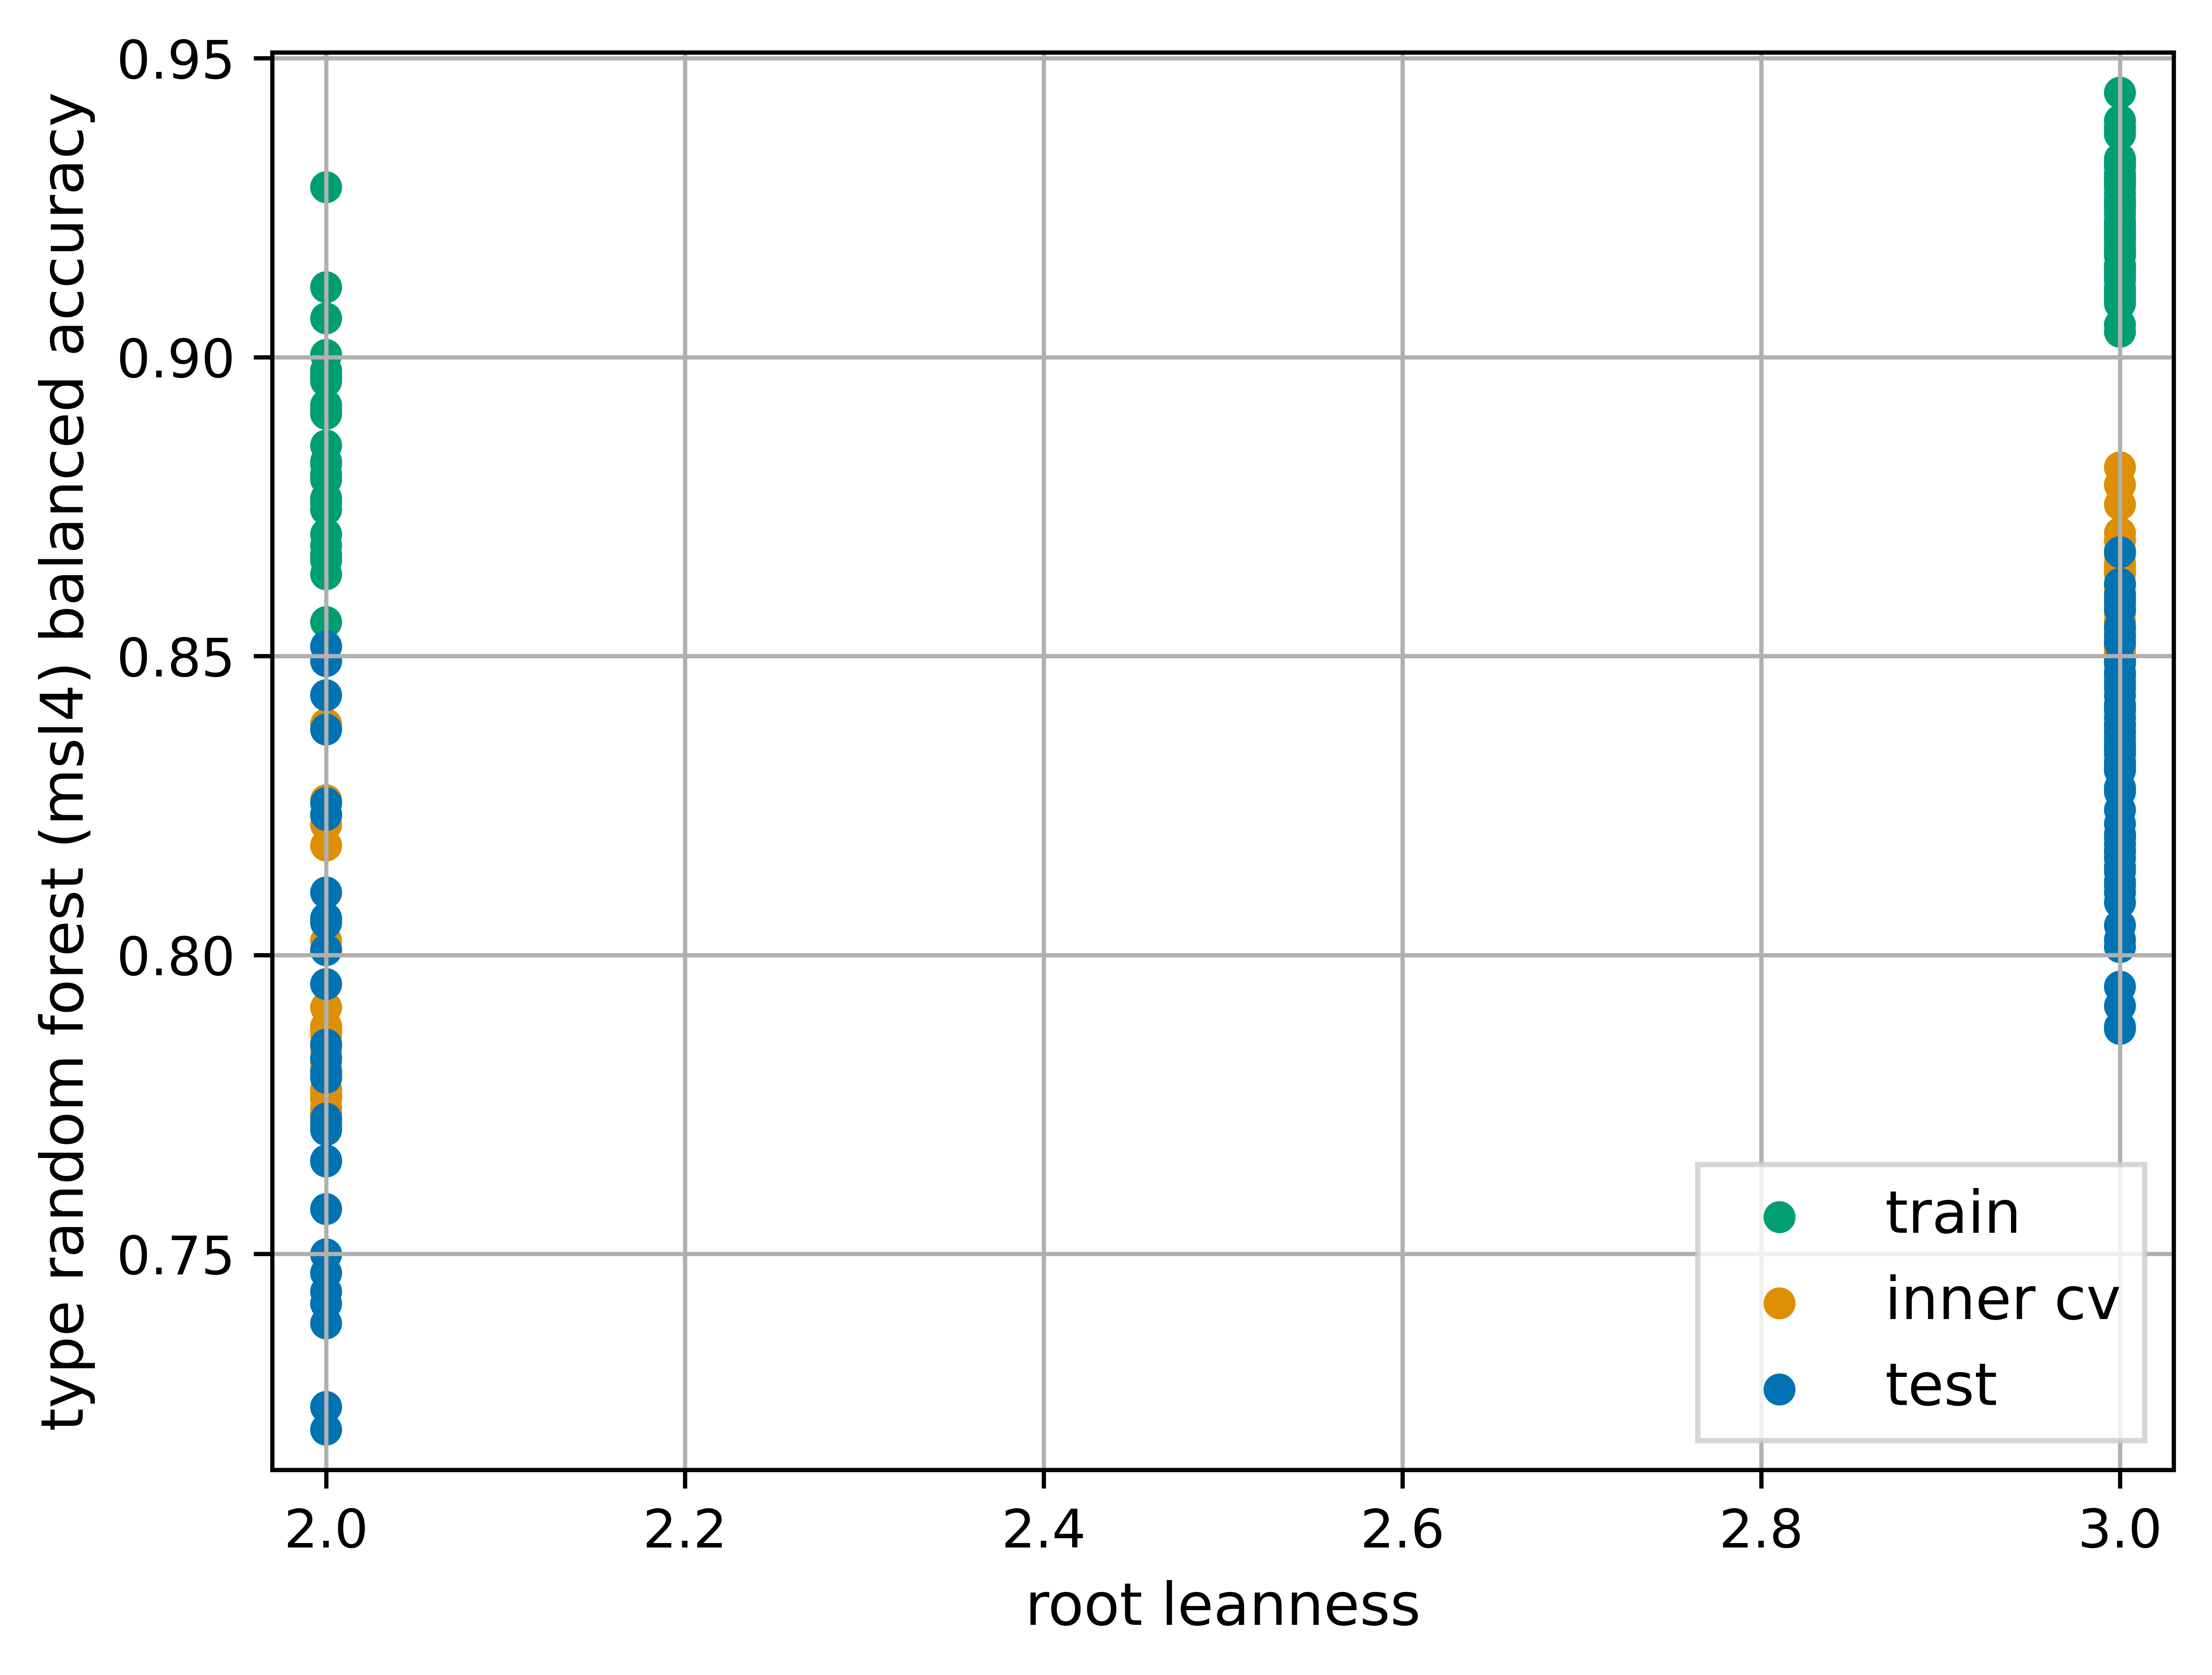 type random forest (msl4) balanced accuracy
0.95
0.90
0.85
0.80
0.75
train
inner cv
test
2.0 2.2 2.4 2.6 2.8 3.0
root leanness